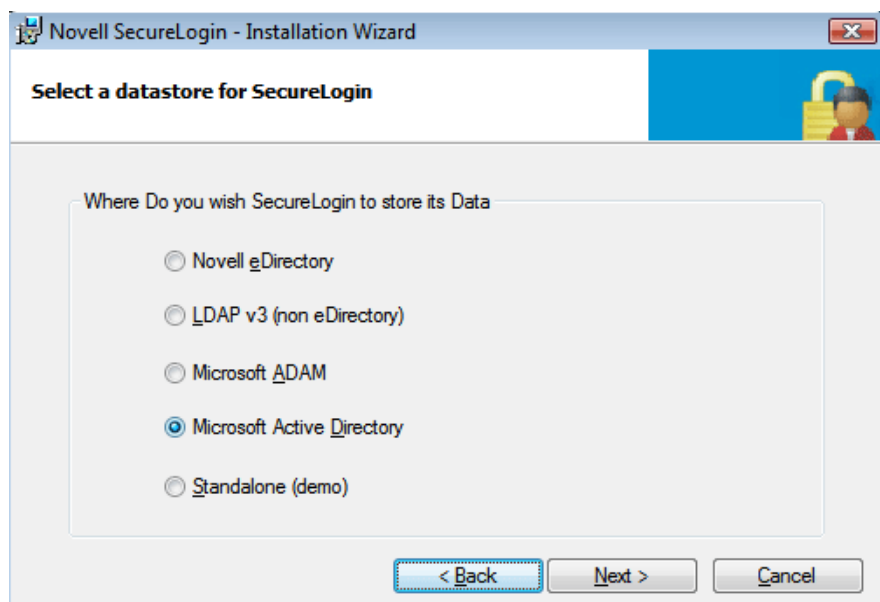 Novell SecureLogin - Installation Wizard
Select a datastore for SecureLogin
Where Do you wish SecureLogin to store its Data
Novell eDirectory
LDAP v3 (non eDirectory)
Microsoft ADAM
Microsoft Active Directory
Standalone (demo)
< Back Next > Cancel